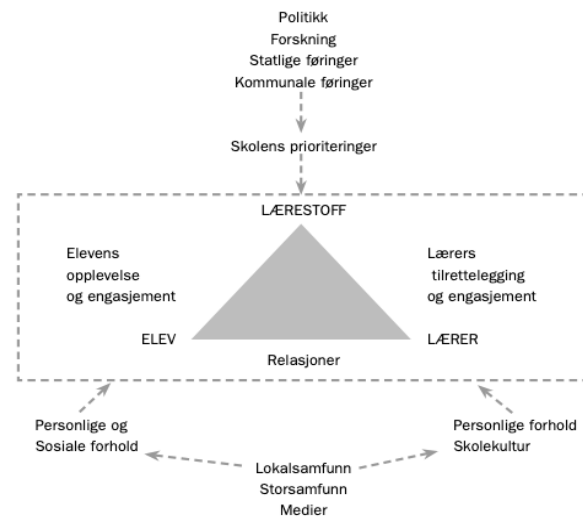 Politikk
Forskning
Statlige føringer
Kommunale føringer
Skolens prioriteringer
LÆRESTOFF
Elevens
opplevelse
og engasjement
Lærers
tilrettelegging
og engasjement
ELEV
LÆRER
Relasjoner
Personlige og
Sosiale forhold
Personlige forhold
Skolekultur
Lokalsamfunn
Storsamfunn
Medier